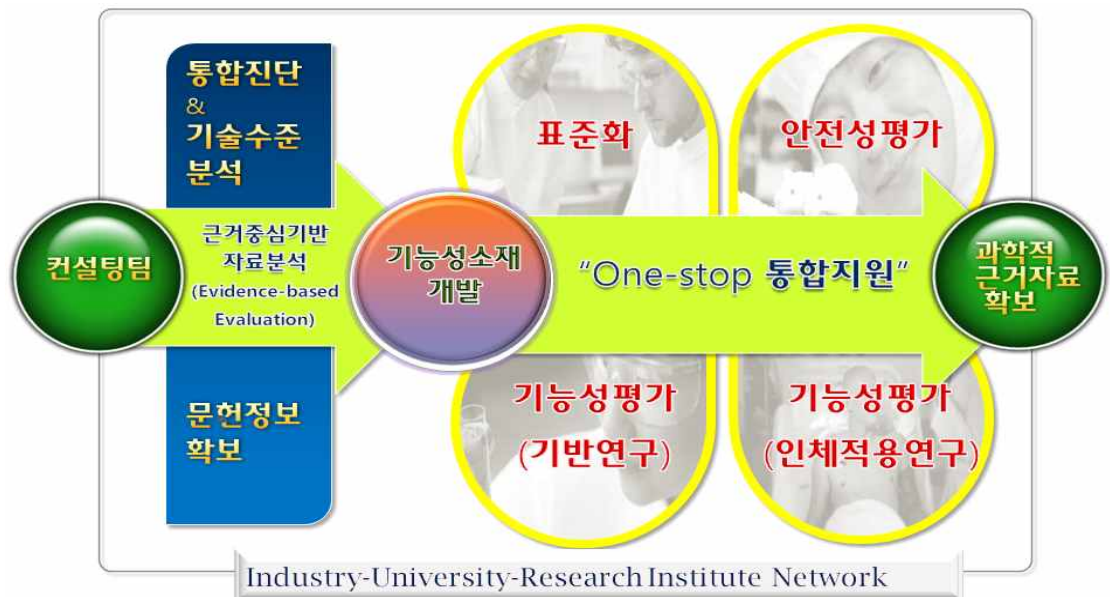 통합진단
&
기술수준
분석
컨설팅팀
근거중심기반
자료분석
(Evidence-based
Evaluation)
문헌정보
확보
기능성소재
개발
표준화
안전성평가
“One-stop 통합지원”
기능성평가
(기반연구)
기능성평가
(인체적용연구)
과학적
근거자료
확보
Industry-University-Research Institute Network